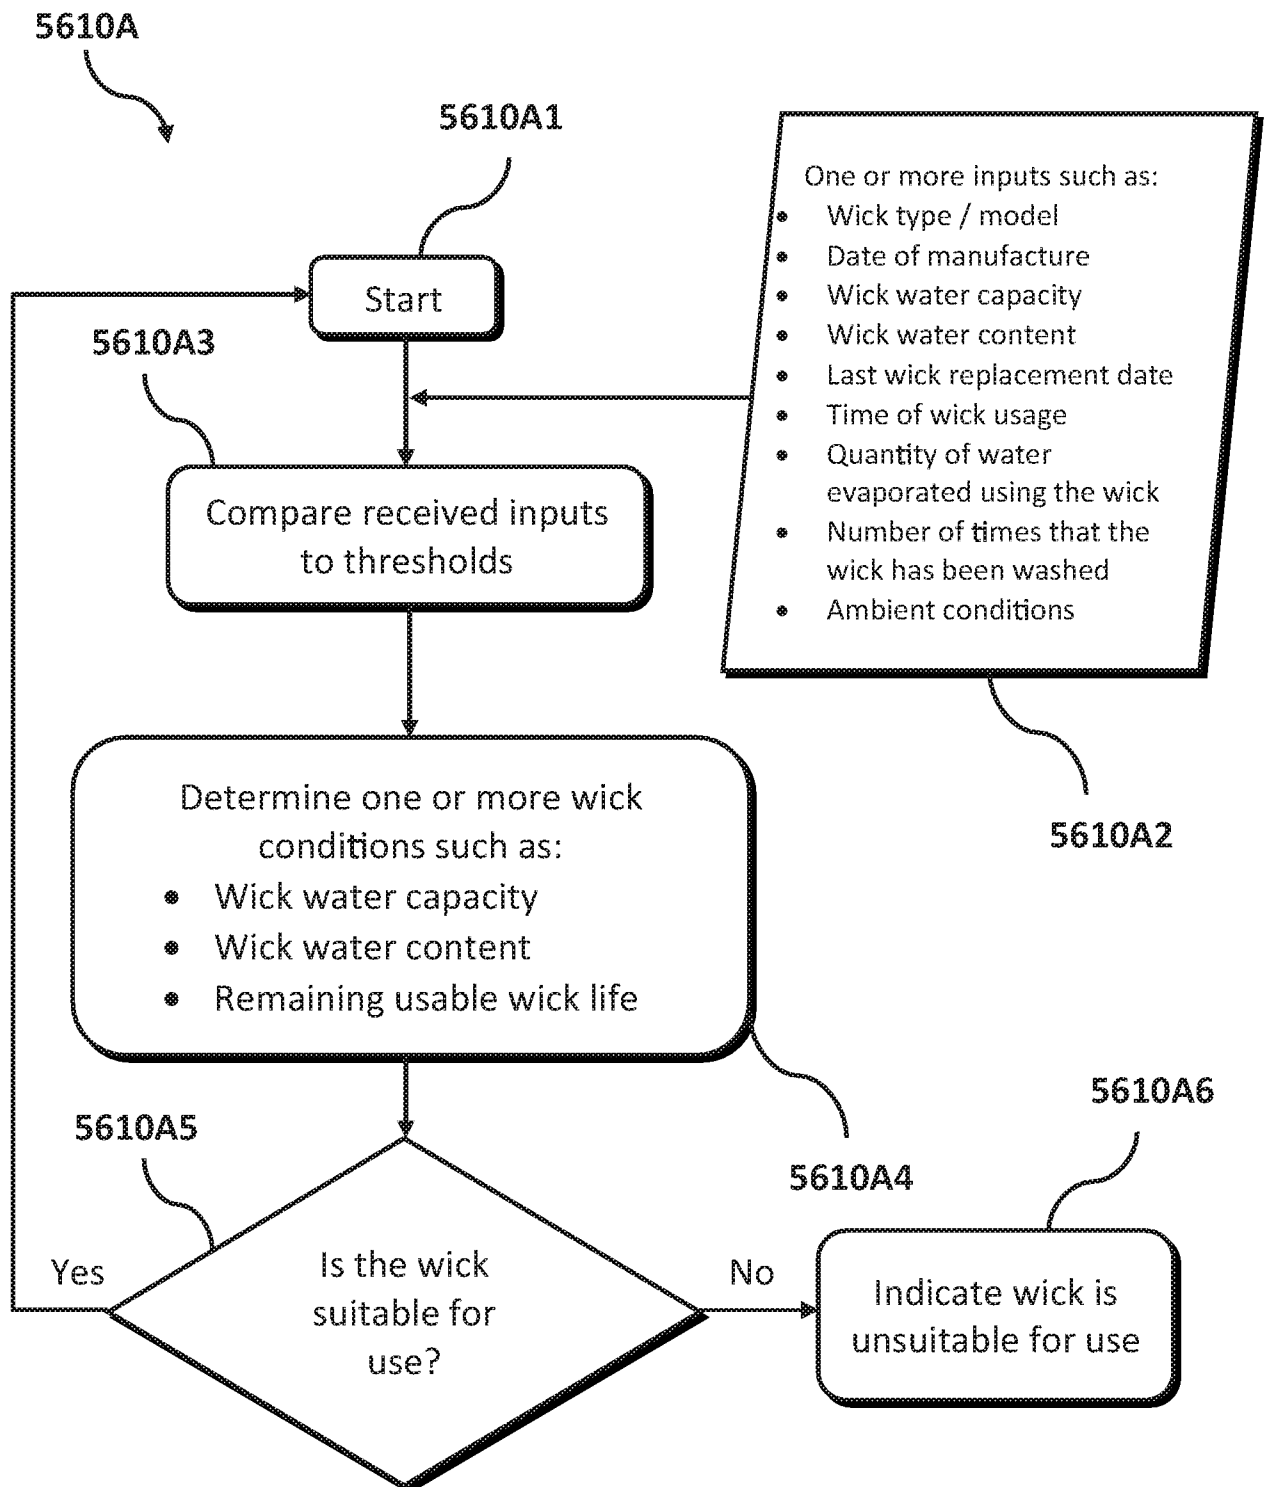 5610A
5610A1
One or more inputs such as:
• Wick type / model
• Date of manufacture
• Wick water capacity
• Wick water content
• Last wick replacement date
• Time of wick usage
• Quantity of water
evaporated using the wick
• Number of times that the
wick has been washed
• Ambient conditions
Start
5610A3
Compare received inputs
to thresholds
5610A2
Determine one or more wick
conditions such as:
• Wick water capacity
• Wick water content
• Remaining usable wick life
5610A6
5610A5
5610A4
Yes
Is the wick
suitable for
use?
No
Indicate wick is
unsuitable for use